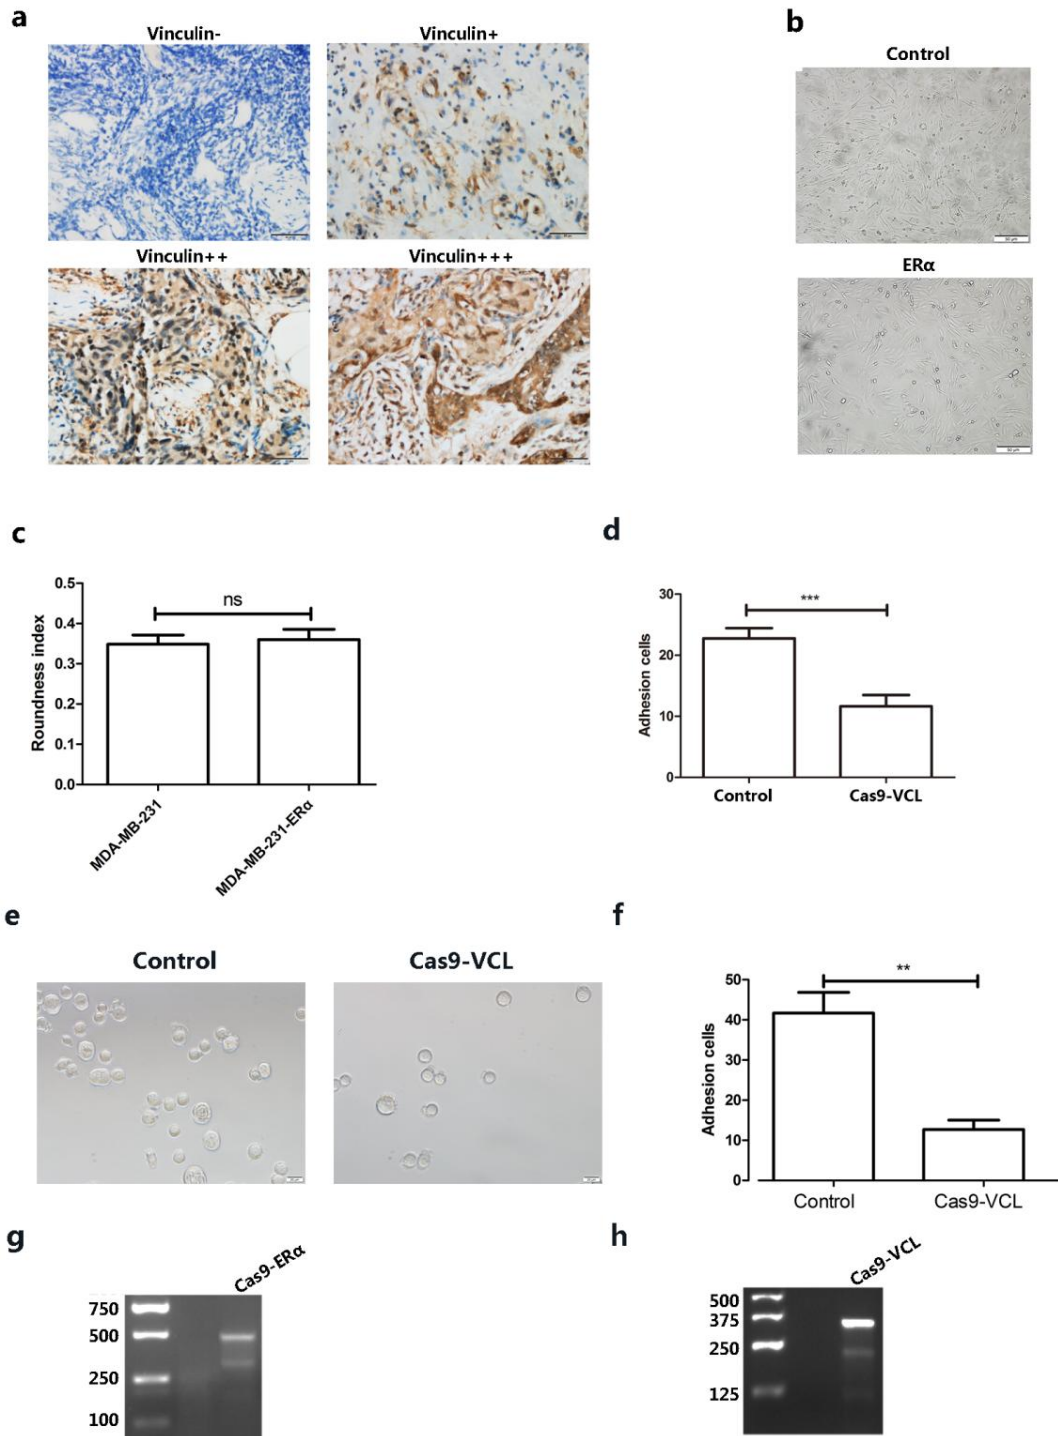 a
Vinculin-
Vinculin+
Vinculin++
Vinculin+++
b
Control
ERα
c
Roundness index
0.5
0.4
0.3
0.2
0.1
0.0
ns
MDA-MB-231
MDA-MB-231-ERα
d
Adhesion cells
30
20
10
0
***
Control
Cas9-VCL
e
Control
Cas9-VCL
f
Adhesion cells
50
40
30
20
10
0
**
Control
Cas9-VCL
g
Cas9-ERα
750
500
250
100
h
Cas9-VCL
500
375
250
125